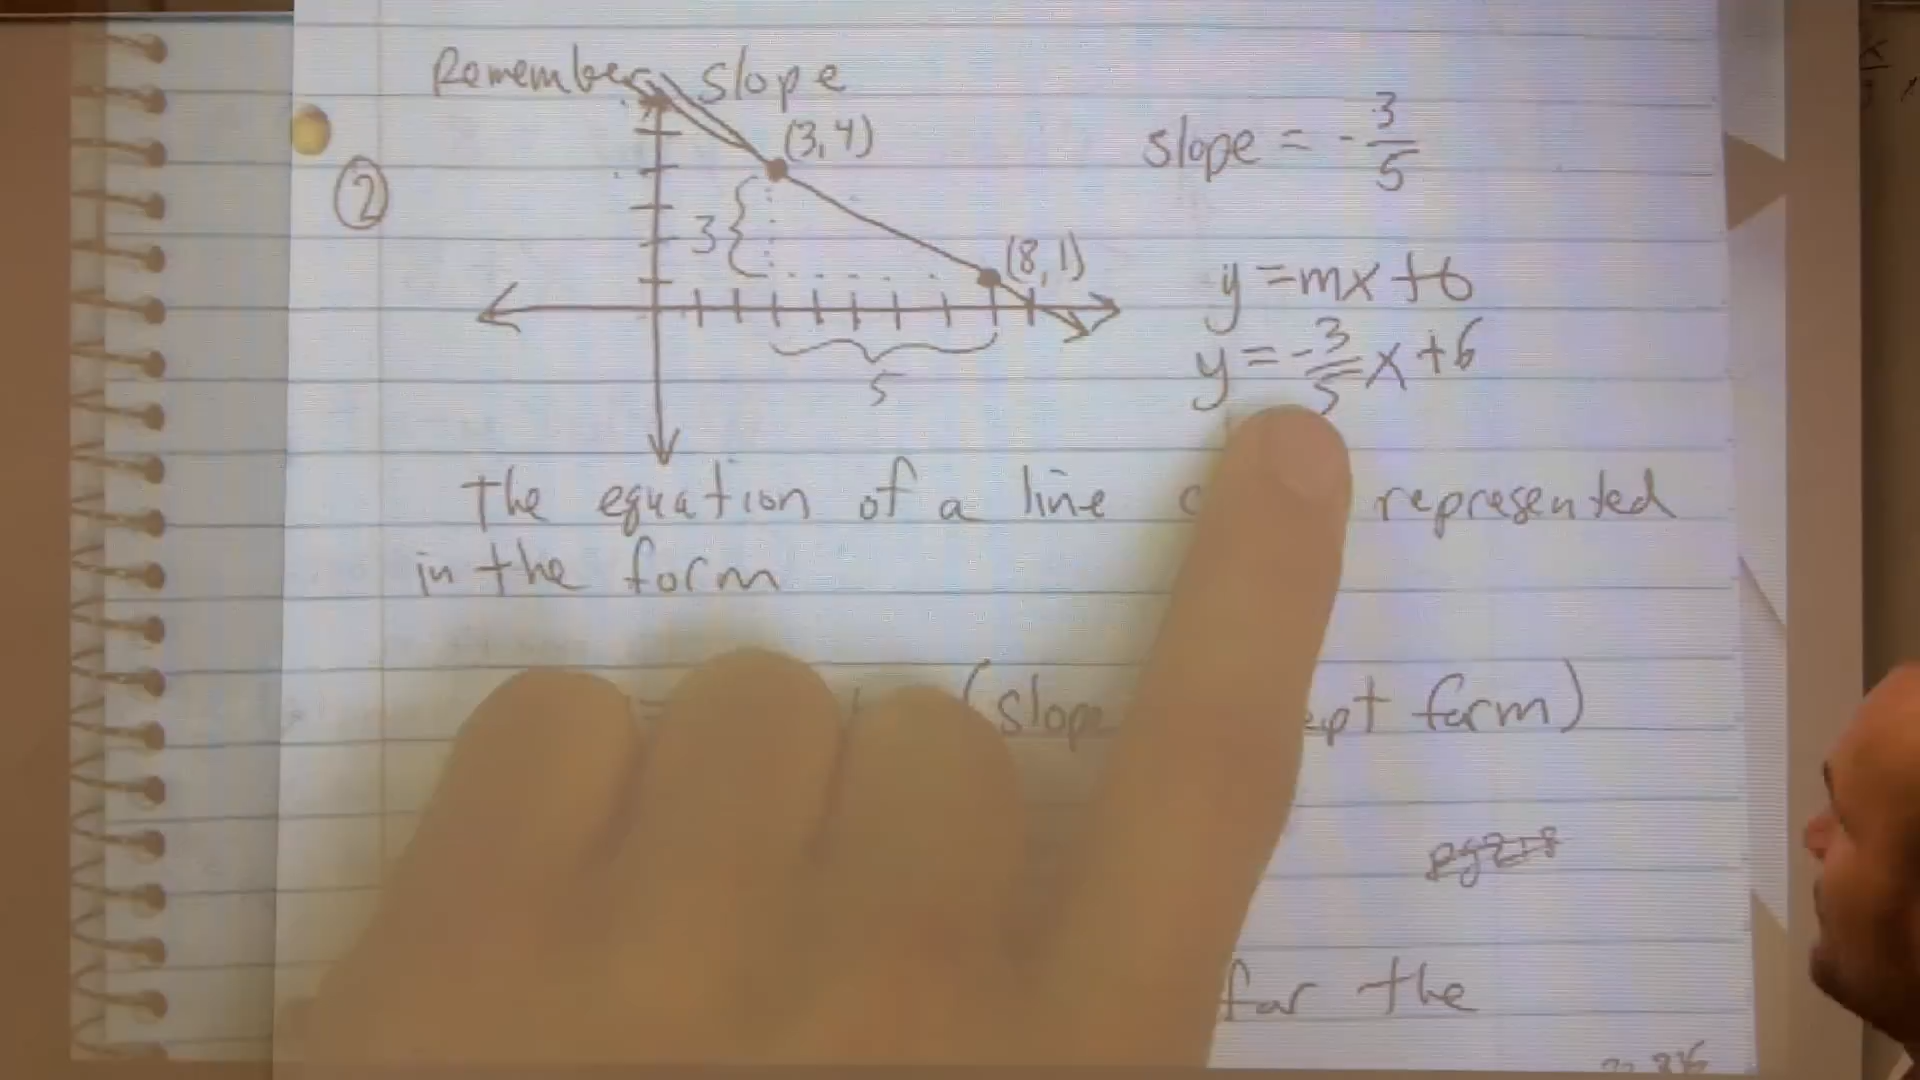 Remember slope
(3,4)
slope = -3/5
②
3
(8,1)
y=mx+b
5
y=-3/5x+6
the equation of a line represented
in the form
(slope form)
for the